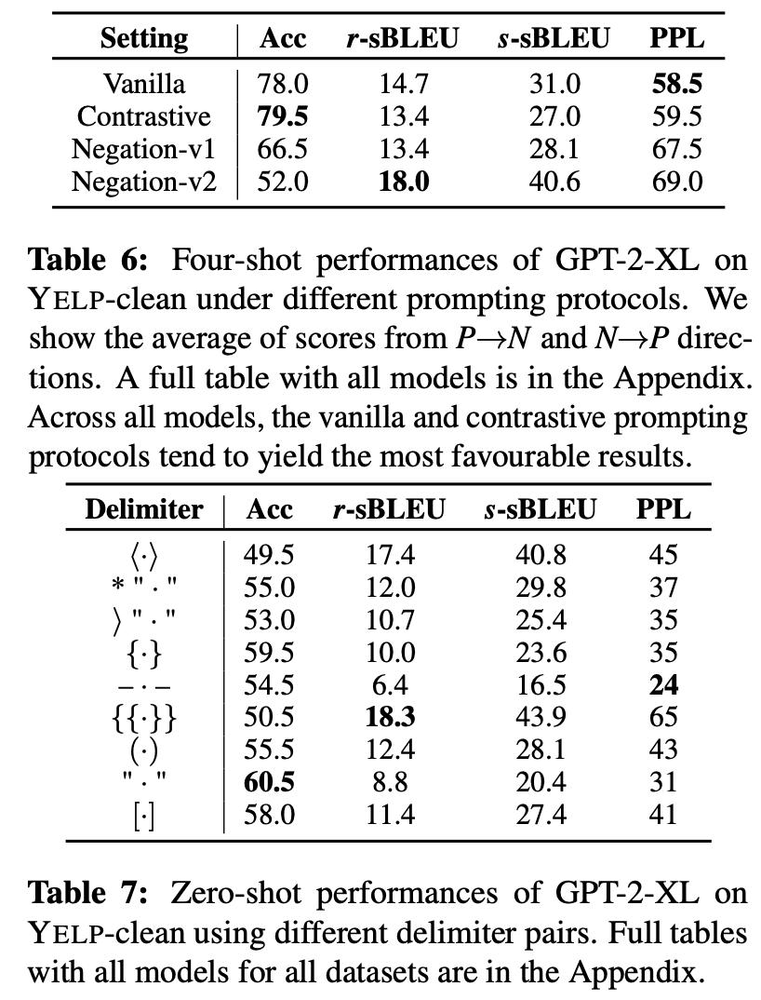 Setting Acc r-sBLEU s-sBLEU PPL
Vanilla 78.0 14.7 31.0 58.5
Contrastive 79.5 13.4 27.0 59.5
Negation-v1 66.5 13.4 28.1 67.5
Negation-v2 52.0 18.0 40.6 69.0
Table 6: Four-shot performances of GPT-2-XL on
YELP-clean under different prompting protocols. We
show the average of scores from P→N and N→P direc-
tions. A full table with all models is in the Appendix.
Across all models, the vanilla and contrastive prompting
protocols tend to yield the most favourable results.
Delimiter Acc r-sBLEU s-sBLEU PPL
⟨·⟩ 49.5 17.4 40.8 45
* " · " 55.0 12.0 29.8 37
⟩ " · " 53.0 10.7 25.4 35
{·} 59.5 10.0 23.6 35
– · – 54.5 6.4 16.5 24
{{·}} 50.5 18.3 43.9 65
(·) 55.5 12.4 28.1 43
" · " 60.5 8.8 20.4 31
[·] 58.0 11.4 27.4 41
Table 7: Zero-shot performances of GPT-2-XL on
YELP-clean using different delimiter pairs. Full tables
with all models for all datasets are in the Appendix.